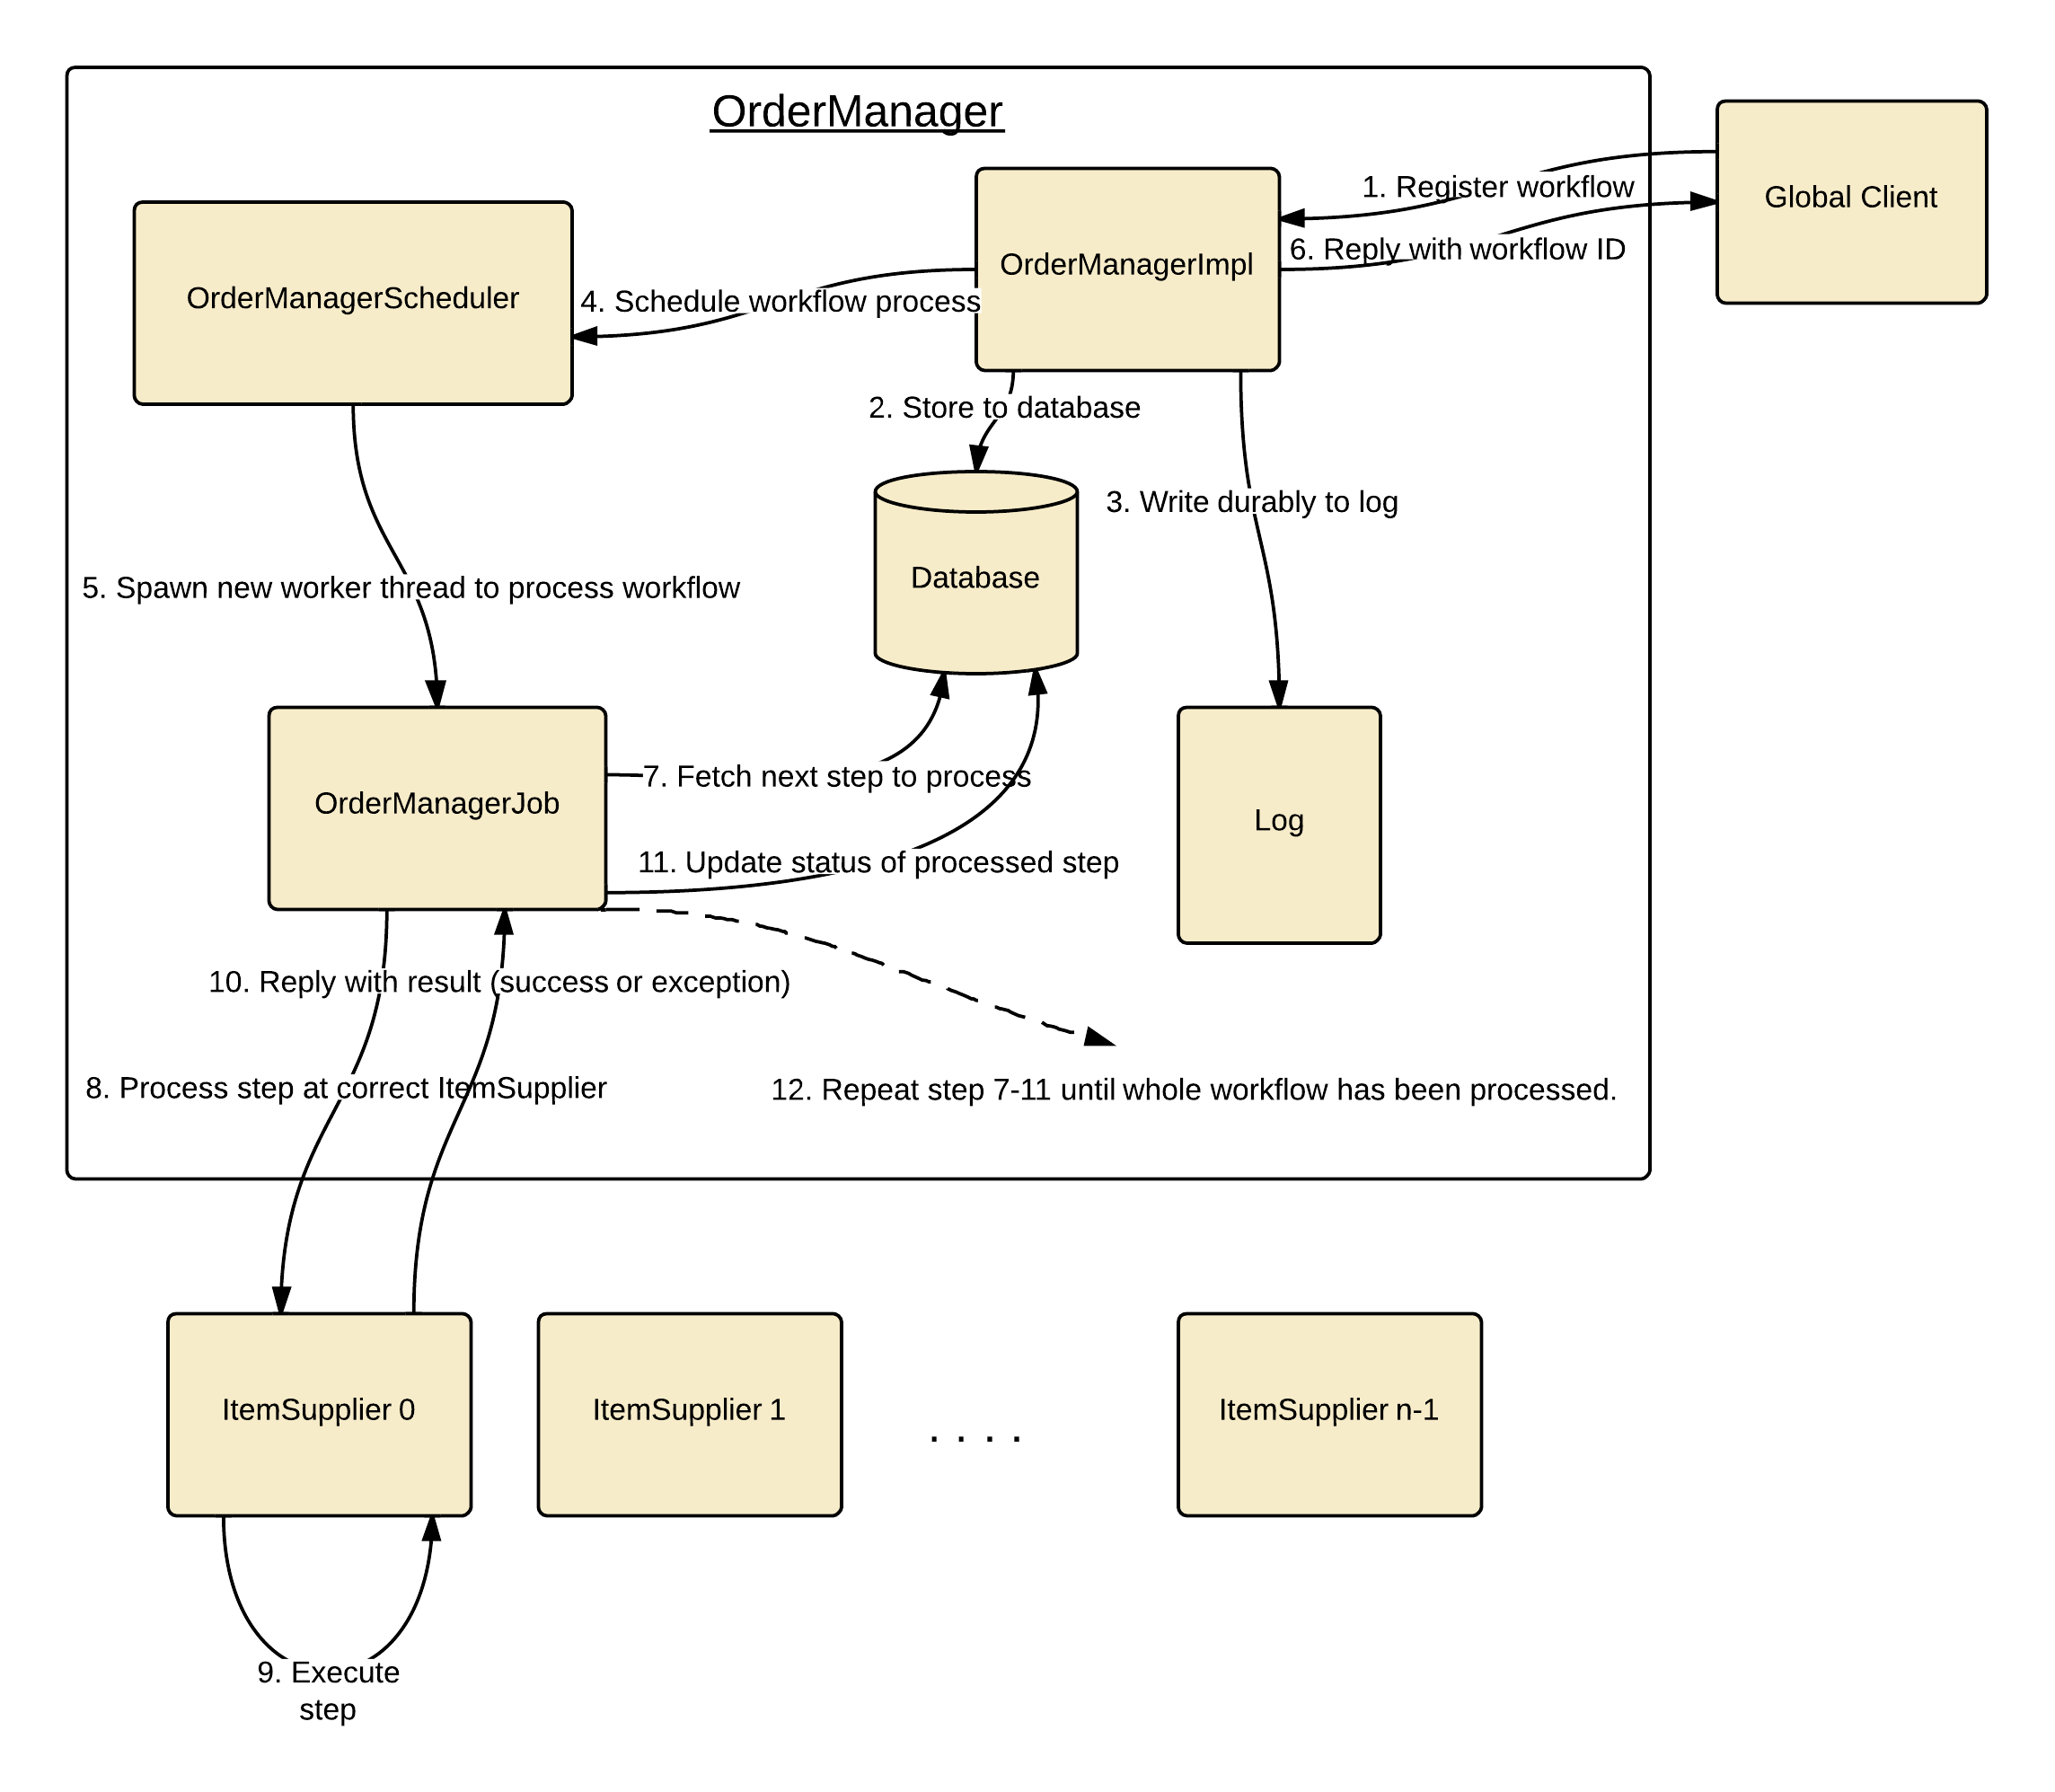 OrderManager
Global Client
1. Register workflow
OrderManagerImpl
6. Reply with workflow ID
OrderManagerScheduler
4. Schedule workflow process
2. Store to database
3. Write durably to log
Database
5. Spawn new worker thread to process workflow
7. Fetch next step to process
OrderManagerJob
Log
11. Update status of processed step
10. Reply with result (success or exception)
8. Process step at correct ItemSupplier
12. Repeat step 7-11 until whole workflow has been processed.
ItemSupplier 0
ItemSupplier 1
. . . .
ItemSupplier n-1
9. Execute
step